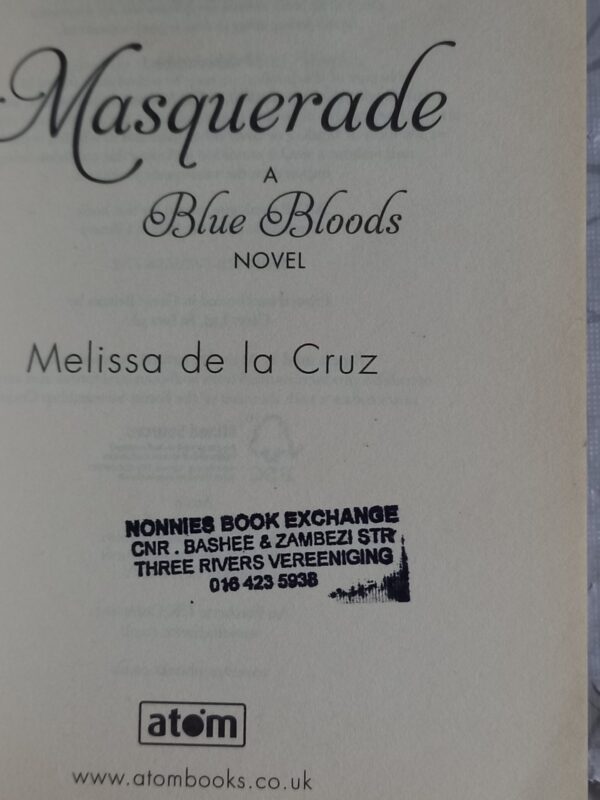 Masquerade
A
Blue Bloods
NOVEL
Melissa de la Cruz
NONNIES BOOK EXCHANGE
CNR . BASHEE & ZAMBEZI STR
THREE RIVERS VEREENIGING
016 423 5938
atom
www.atombooks.co.uk